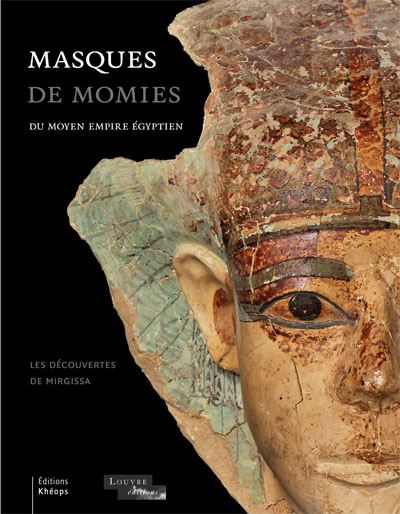 MASQUES
DE MOMIES
DU MOYEN EMPIRE ÉGYPTIEN
LES DÉCOUVERTES
DE MIRGISSA
Éditions
Khéops
LOUVRE
éditions